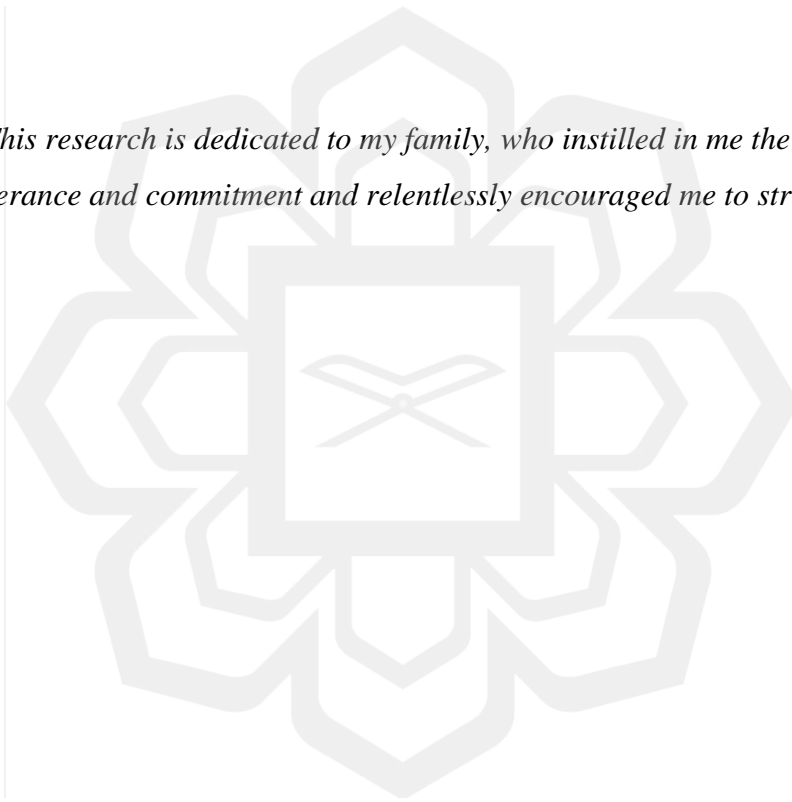 his research is dedicated to my family, who instilled in me the
erance and commitment and relentlessly encouraged me to str